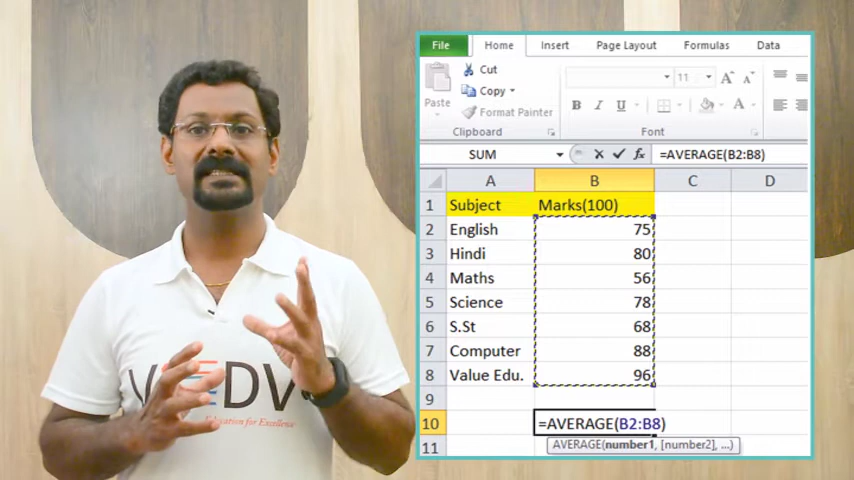 File Home Insert Page Layout Formulas Data
Cut
Copy
Paste
Format Painter
11 A A
B I U A
Clipboard Font
SUM fx =AVERAGE(B2:B8)
A B C D
1 Subject Marks(100)
2 English 75
3 Hindi 80
4 Maths 56
5 Science 78
6 S.St 68
7 Computer 88
8 Value Edu. 96
9
10 =AVERAGE(B2:B8)
11 AVERAGE(number1, [number2], ...)
Education for Excellence